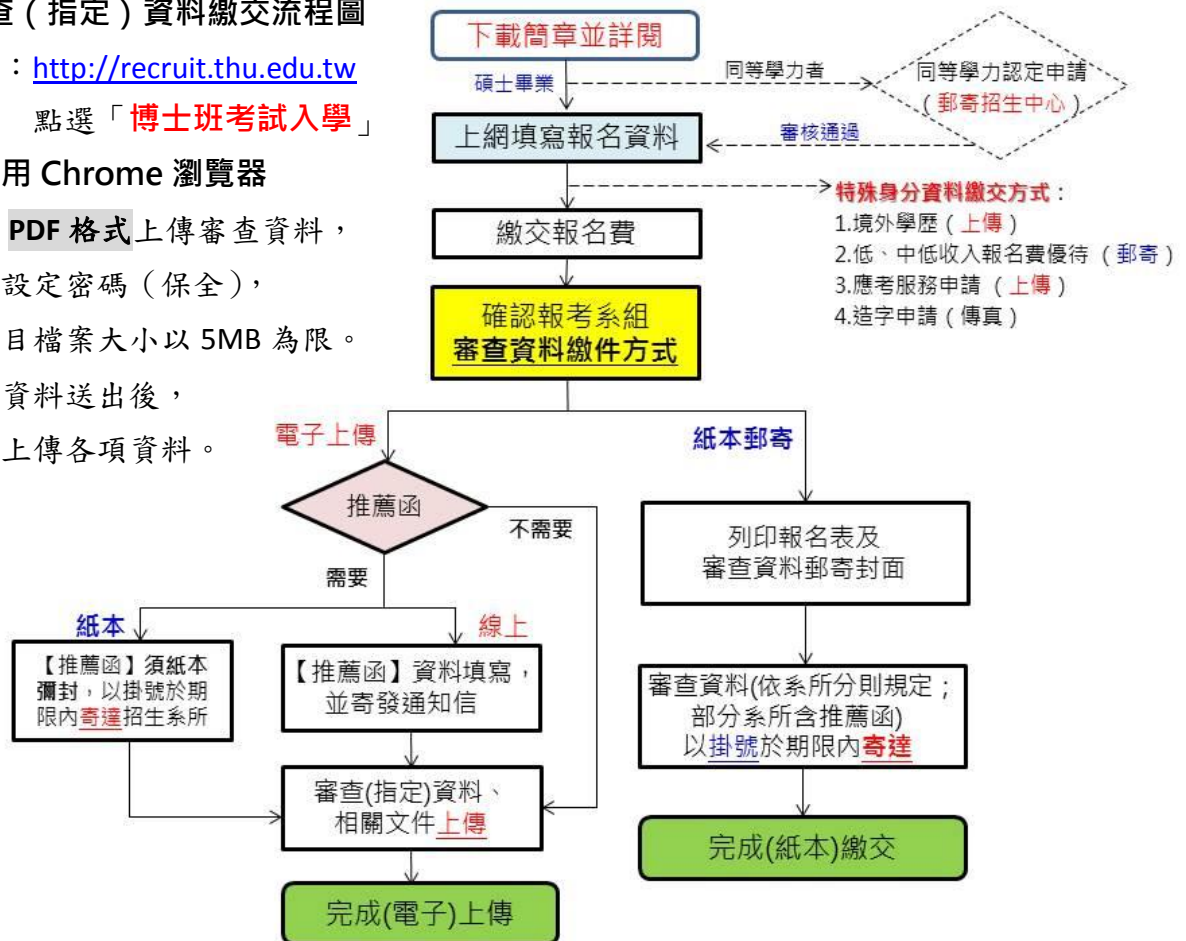 查（指定）資料繳交流程圖
：http://recruit.thu.edu.tw
點選「博士班考試入學」
用 Chrome 瀏覽器
PDF 格式上傳審查資料，
設定密碼（保全），
目檔案大小以 5MB 為限。
資料送出後，
上傳各項資料。
下載簡章並詳閱
碩士畢業
同等學力者
同等學力認定申請
（郵寄招生中心）
審核通過
上網填寫報名資料
特殊身分資料繳交方式：
1.境外學歷（上傳）
2.低、中低收入報名費優待（郵寄）
3.應考服務申請（上傳）
4.造字申請（傳真）
繳交報名費
確認報考系組
審查資料繳件方式
電子上傳
紙本郵寄
推薦函
不需要
需要
列印報名表及
審查資料郵寄封面
紙本
線上
【推薦函】須紙本
彌封，以掛號於期
限內寄達招生系所
【推薦函】資料填寫，
並寄發通知信
審查資料(依系所分則規定；
部分系所含推薦函)
以掛號於期限內寄達
審查(指定)資料、
相關文件上傳
完成(紙本)繳交
完成(電子)上傳